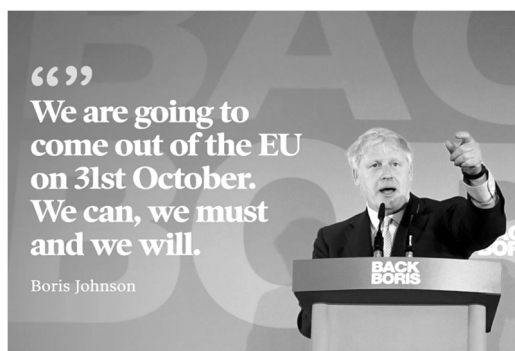 “”
We are going to
come out of the EU
on 31st October.
We can, we must
and we will.
Boris Johnson
BACK
BORIS